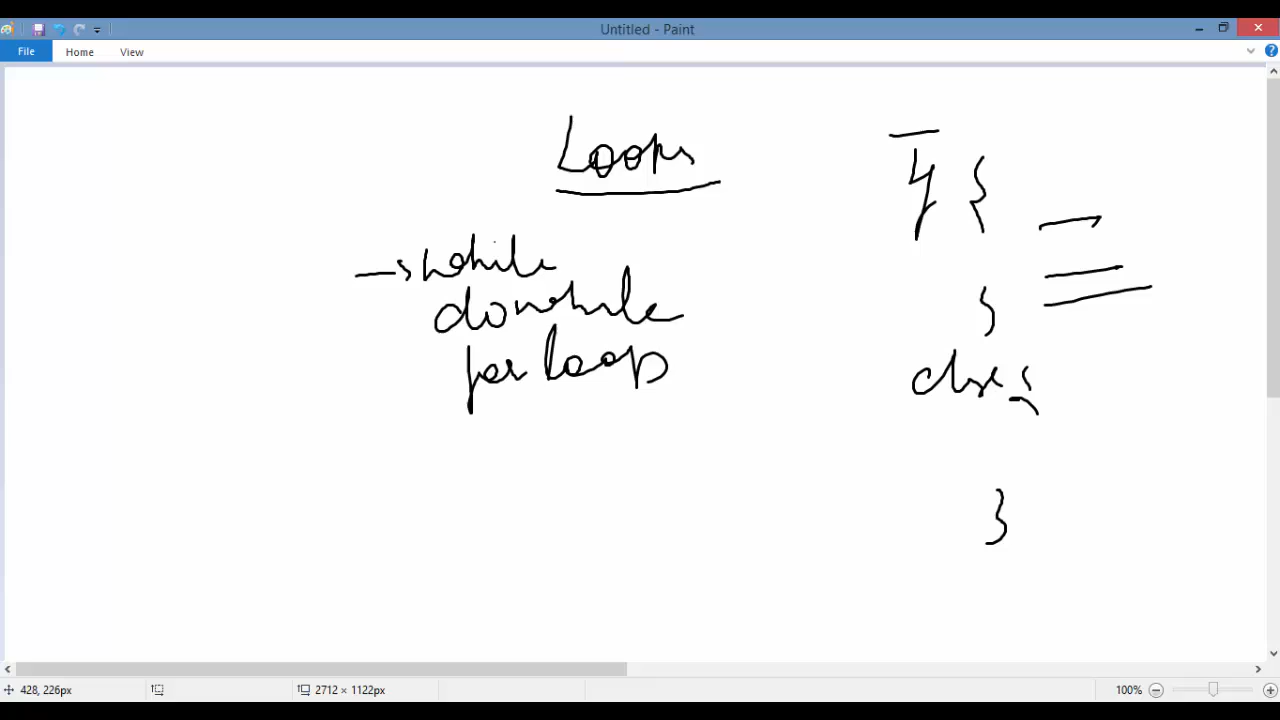 Untitled - Paint
File Home View
Loops
→ while
dowhile
for loop
if {
}
else {
}
428, 226px 2712 × 1122px 100%